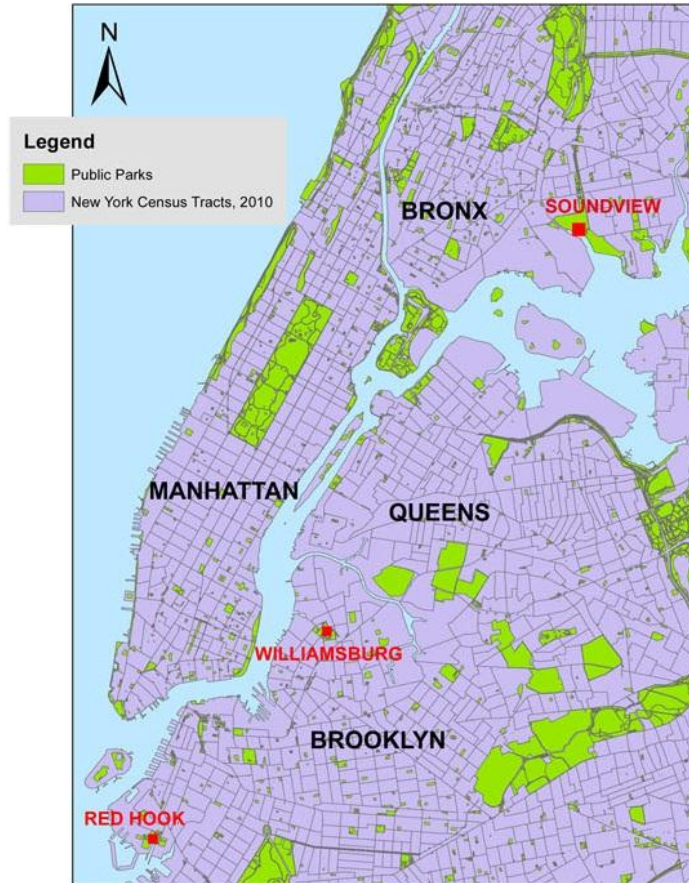 N
Legend
Public Parks
New York Census Tracts, 2010
BRONX
SOUNDVIEW
MANHATTAN
QUEENS
WILLIAMSBURG
BROOKLYN
RED HOOK